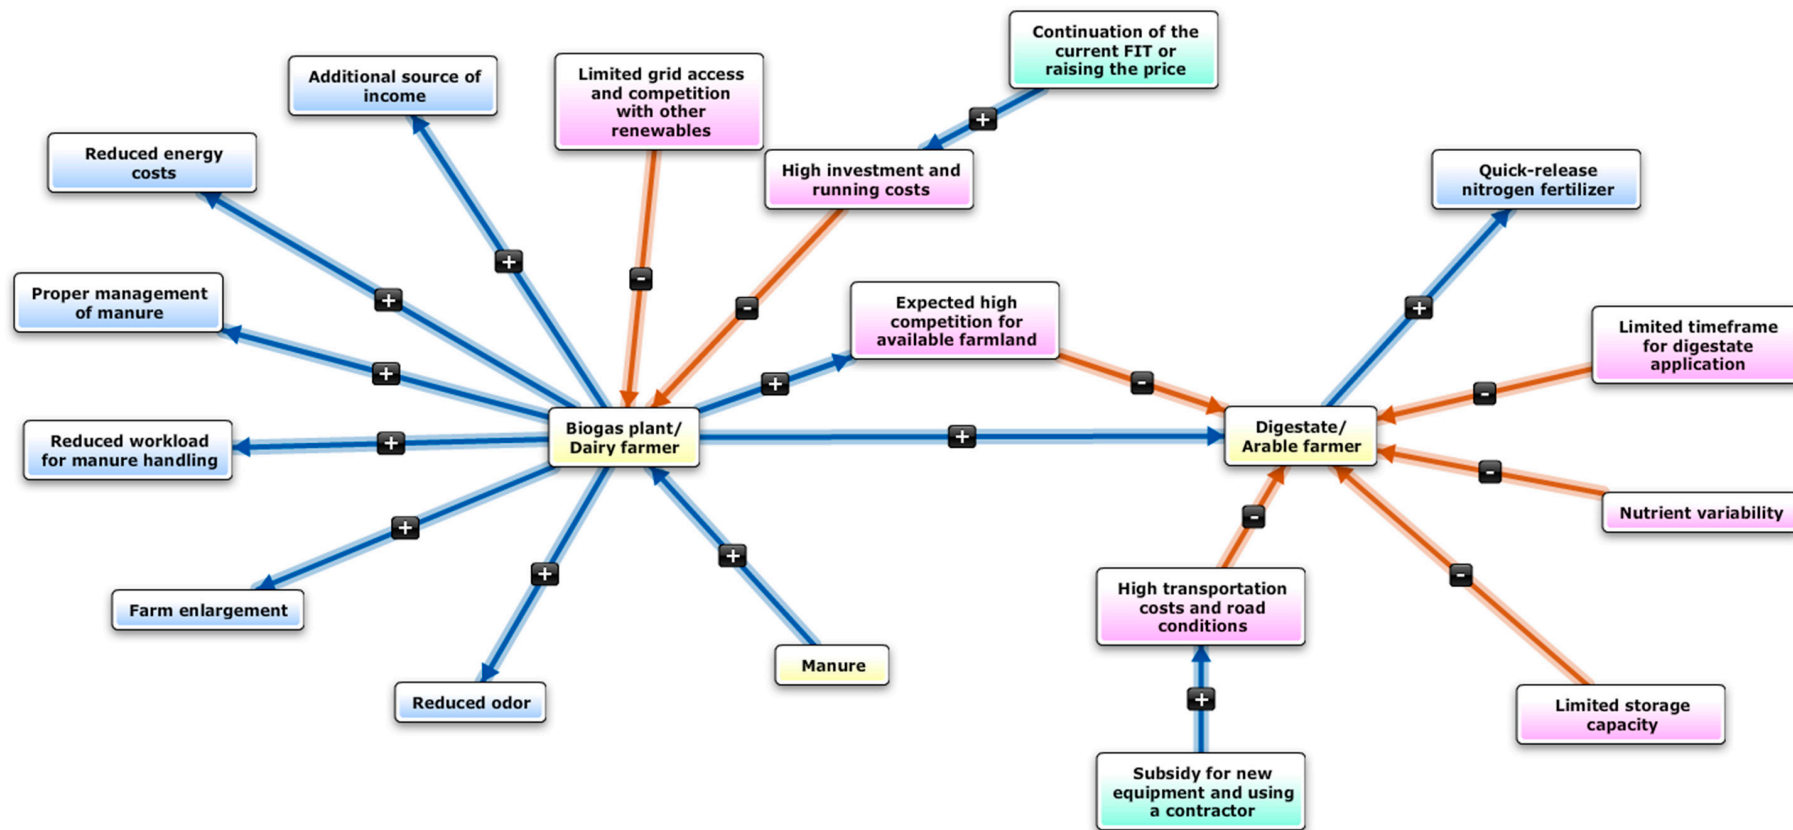 Continuation of the
current FIT or
raising the price
Additional source of
income
Limited grid access
and competition
with other
renewables
Reduced energy
costs
High investment and
running costs
Quick-release
nitrogen fertilizer
+
+
+
+
-
-
+
Proper management
of manure
Expected high
competition for
available farmland
Limited timeframe
for digestate
application
+
+
-
-
Reduced workload
for manure handling
+
Biogas plant/
Dairy farmer
+
Digestate/
Arable farmer
-
Nutrient variability
+
+
+
-
-
Farm enlargement
High transportation
costs and road
conditions
Manure
Reduced odor
+
Limited storage
capacity
Subsidy for new
equipment and using
a contractor